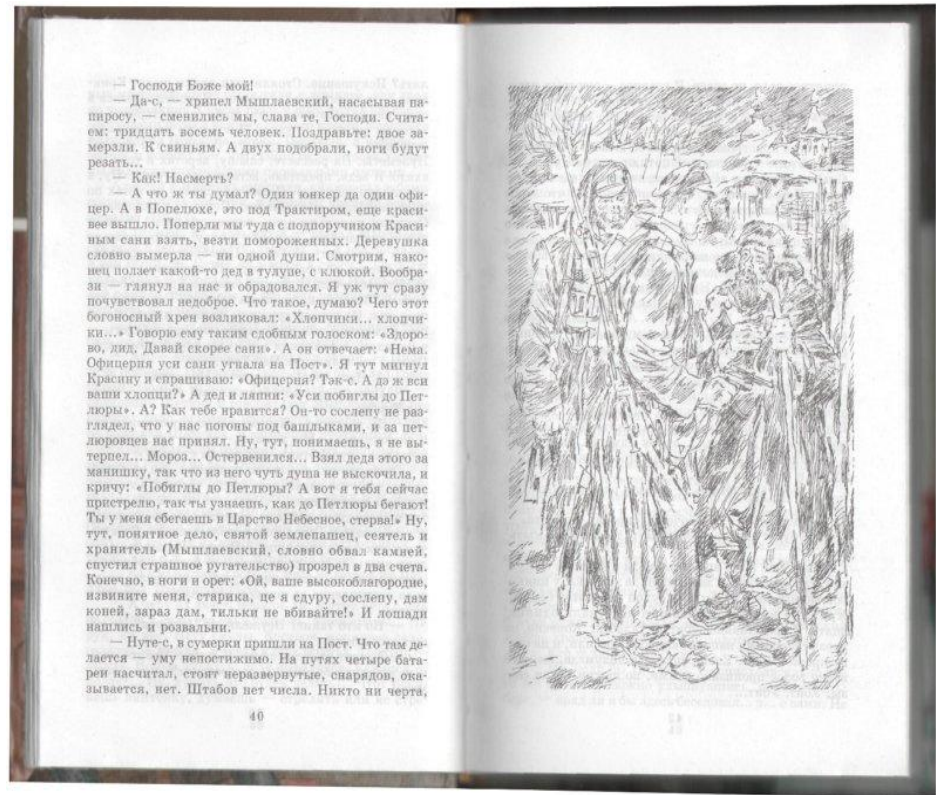 — Господи Боже мой!
— Да-с, — хрипел Мышлаевский, насасывая па-
пиросу, — сменились мы, слава те, Господи. Счита-
ем: тридцать восемь человек. Поздравьте: двое за-
мерзли. К свиньям. А двух подобрали, ноги будут
резать...
— Как! Насмерть?
— А что ж ты думал? Один юнкер да один офи-
цер. А в Попелюхе, это под Трактиром, еще краси-
вее вышло. Поперли мы туда с подпоручиком Краси-
ным сани взять, везти помороженных. Деревушка
словно вымерла — ни одной души. Смотрим, нако-
нец ползет какой-то дед в тулупе, с клюкой. Вообра-
зи — глянул на нас и обрадовался. Я уж тут сразу
почувствовал недоброе. Что такое, думаю? Чего этот
богоносный хрен возликовал: «Хлопчики... хлопчи-
ки...» Говорю ему таким сдобным голоском: «Здоро-
во, дид. Давай скорее сани». А он отвечает: «Нема.
Офицерня уси сани угнала на Пост». Я тут мигнул
Красину и спрашиваю: «Офицерня? Тэк-с. А дэ ж вси
ваши хлопци?» А дед и ляпни: «Уси побиглы до Пет-
люры». А? Как тебе нравится? Он-то сослепу не раз-
глядел, что у нас погоны под башлыками, и за пет-
люровцев нас принял. Ну, тут, понимаешь, я не вы-
терпел... Мороз... Остервенился... Взял деда этого за
манишку, так что из него чуть душа не выскочила, и
кричу: «Побиглы до Петлюры? А вот я тебя сейчас
пристрелю, так ты узнаешь, как до Петлюры бегают!
Ты у меня сбегаешь в Царство Небесное, стерва!» Ну,
тут, понятное дело, святой землепашец, сеятель и
хранитель (Мышлаевский, словно обвал камней,
спустил страшное ругательство) прозрел в два счета.
Конечно, в ноги и орет: «Ой, ваше высокоблагородие,
извините меня, старика, це я сдуру, сослепу, дам
коней, зараз дам, тильки не вбивайте!» И лошади
нашлись и розвальни.
— Нуте-с, в сумерки пришли на Пост. Что там де-
лается — уму непостижимо. На путях четыре бата-
реи насчитал, стоят неразвернутые, снарядов, ока-
зывается, нет. Штабов нет числа. Никто ни черта,
40